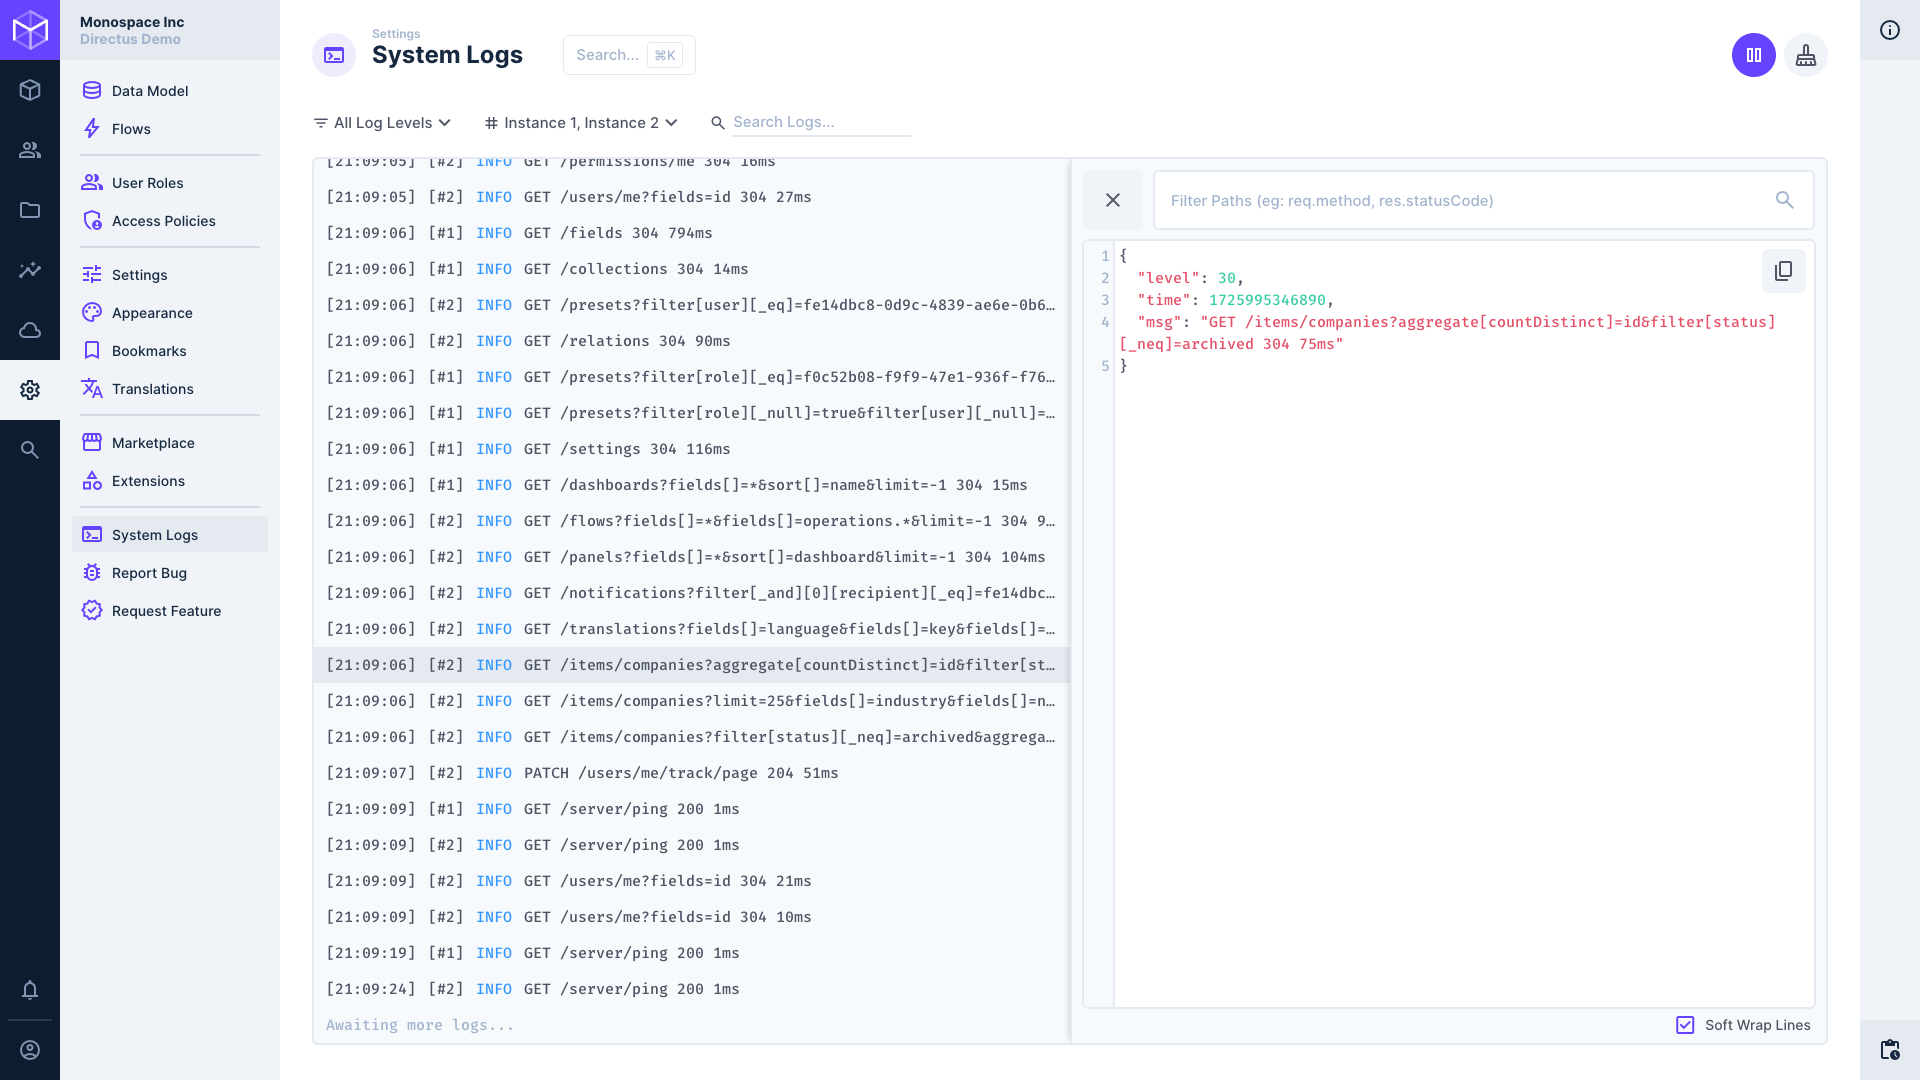 Monospace Inc
Directus Demo
Data Model
Flows
User Roles
Access Policies
Settings
Appearance
Bookmarks
Translations
Marketplace
Extensions
System Logs
Report Bug
Request Feature
Settings
System Logs
Search... ⌘K
All Log Levels
Instance 1, Instance 2
Search Logs...
[21:09:05] [#2] INFO GET /permissions/me 304 16ms
[21:09:05] [#2] INFO GET /users/me?fields=id 304 27ms
[21:09:06] [#1] INFO GET /fields 304 794ms
[21:09:06] [#1] INFO GET /collections 304 14ms
[21:09:06] [#2] INFO GET /presets?filter[user][_eq]=fe14dbc8-0d9c-4839-ae6e-0b6…
[21:09:06] [#2] INFO GET /relations 304 90ms
[21:09:06] [#1] INFO GET /presets?filter[role][_eq]=f0c52b08-f9f9-47e1-936f-f76…
[21:09:06] [#1] INFO GET /presets?filter[role][_null]=true&filter[user][_null]=…
[21:09:06] [#1] INFO GET /settings 304 116ms
[21:09:06] [#1] INFO GET /dashboards?fields[]=*&sort[]=name&limit=-1 304 15ms
[21:09:06] [#2] INFO GET /flows?fields[]=*&fields[]=operations.*&limit=-1 304 9…
[21:09:06] [#2] INFO GET /panels?fields[]=*&sort[]=dashboard&limit=-1 304 104ms
[21:09:06] [#2] INFO GET /notifications?filter[_and][0][recipient][_eq]=fe14dbc…
[21:09:06] [#2] INFO GET /translations?fields[]=language&fields[]=key&fields[]=…
[21:09:06] [#2] INFO GET /items/companies?aggregate[countDistinct]=id&filter[st…
[21:09:06] [#2] INFO GET /items/companies?limit=25&fields[]=industry&fields[]=n…
[21:09:06] [#2] INFO GET /items/companies?filter[status][_neq]=archived&aggrega…
[21:09:07] [#2] INFO PATCH /users/me/track/page 204 51ms
[21:09:09] [#1] INFO GET /server/ping 200 1ms
[21:09:09] [#2] INFO GET /server/ping 200 1ms
[21:09:09] [#2] INFO GET /users/me?fields=id 304 21ms
[21:09:09] [#2] INFO GET /users/me?fields=id 304 10ms
[21:09:19] [#1] INFO GET /server/ping 200 1ms
[21:09:24] [#2] INFO GET /server/ping 200 1ms
Awaiting more logs...
Filter Paths (eg: req.method, res.statusCode)
1 {
2 "level": 30,
3 "time": 1725995346890,
4 "msg": "GET /items/companies?aggregate[countDistinct]=id&filter[status]
[_neq]=archived 304 75ms"
5 }
Soft Wrap Lines